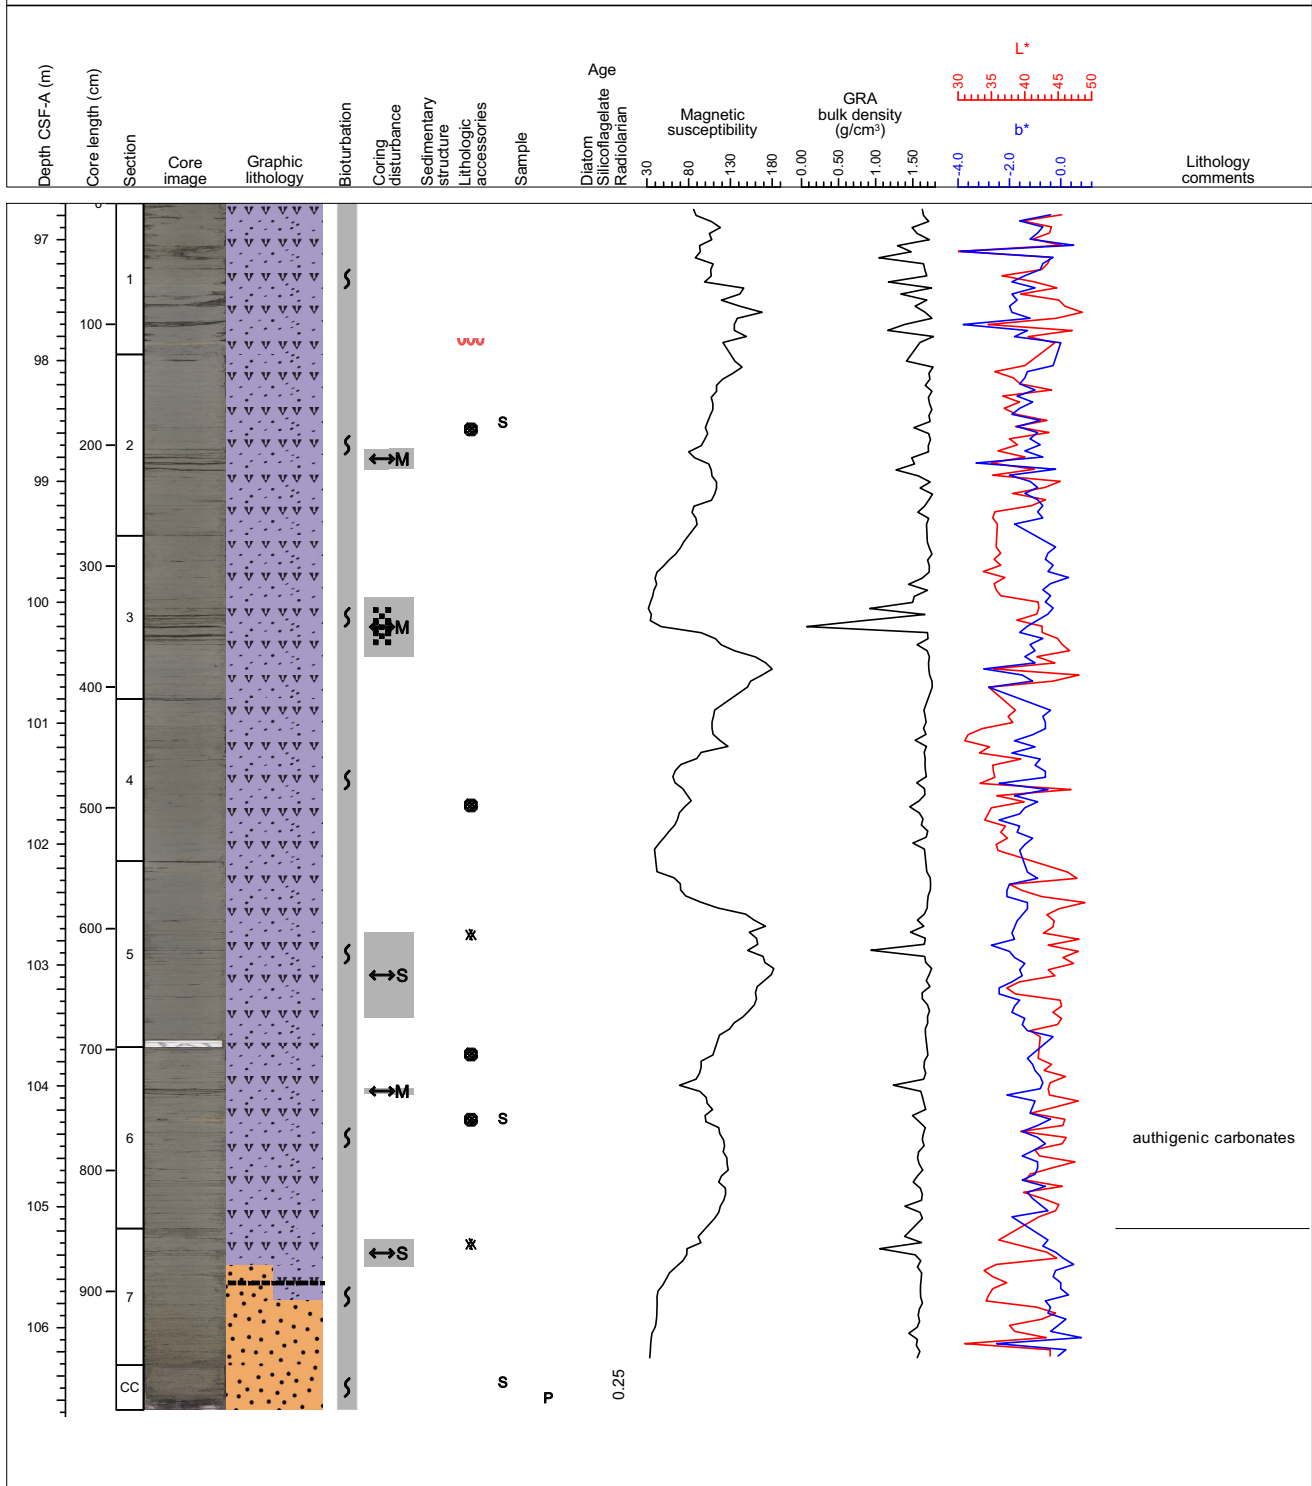 Depth CSF-A (m)
Core length (cm)
Section
Core
image
Graphic
lithology
Bioturbation
Coring
disturbance
Sedimentary
structure
Lithologic
accessories
Sample
Age
Diatom
Silicoflagelate
Radiolarian
Magnetic
susceptibility
30 80 130 180
GRA
bulk density
(g/cm³)
0.00 0.50 1.00 1.50
L*
30 35 40 45 50
b*
-4.0 -2.0 0.0
Lithology
comments
0
97
1
100
98
S
2
200
M
99
300
100
3
M
400
101
4
500
102
600
5
103
S
700
104
M
S
6
authigenic carbonates
800
105
S
900
7
106
CC
S
P
0.25